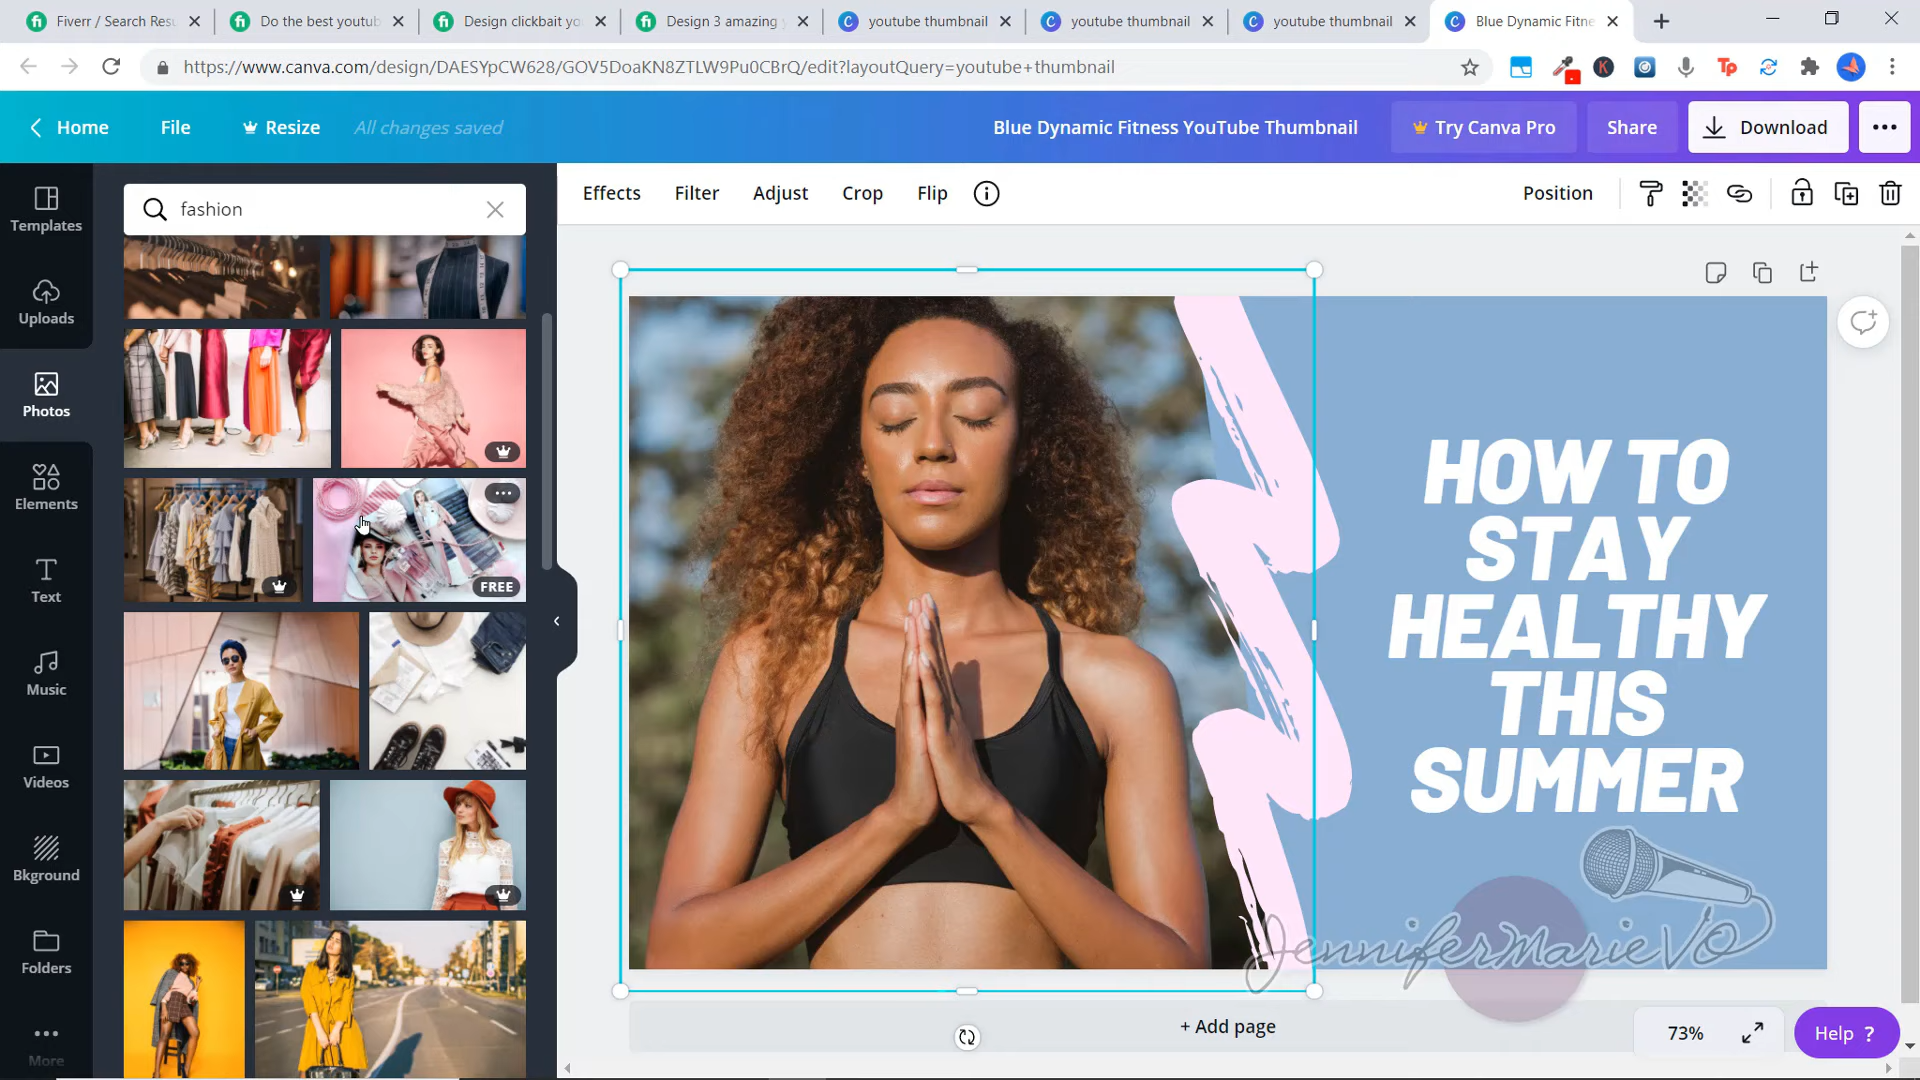 Fiverr / Search Resu
Do the best youtub
Design clickbait yo
Design 3 amazing y
youtube thumbnail
youtube thumbnail
youtube thumbnail
Blue Dynamic Fitne
https://www.canva.com/design/DAESYpCW628/GOV5DoaKN8ZTLW9Pu0CBrQ/edit?layoutQuery=youtube+thumbnail
Home
File
Resize
All changes saved
Blue Dynamic Fitness YouTube Thumbnail
Try Canva Pro
Share
Download
Templates
Uploads
Photos
Elements
Text
Music
Videos
Bkground
Folders
More
fashion
FREE
Effects
Filter
Adjust
Crop
Flip
Position
HOW TO
STAY
HEALTHY
THIS
SUMMER
JenniferMarieVO
+ Add page
73%
Help ?